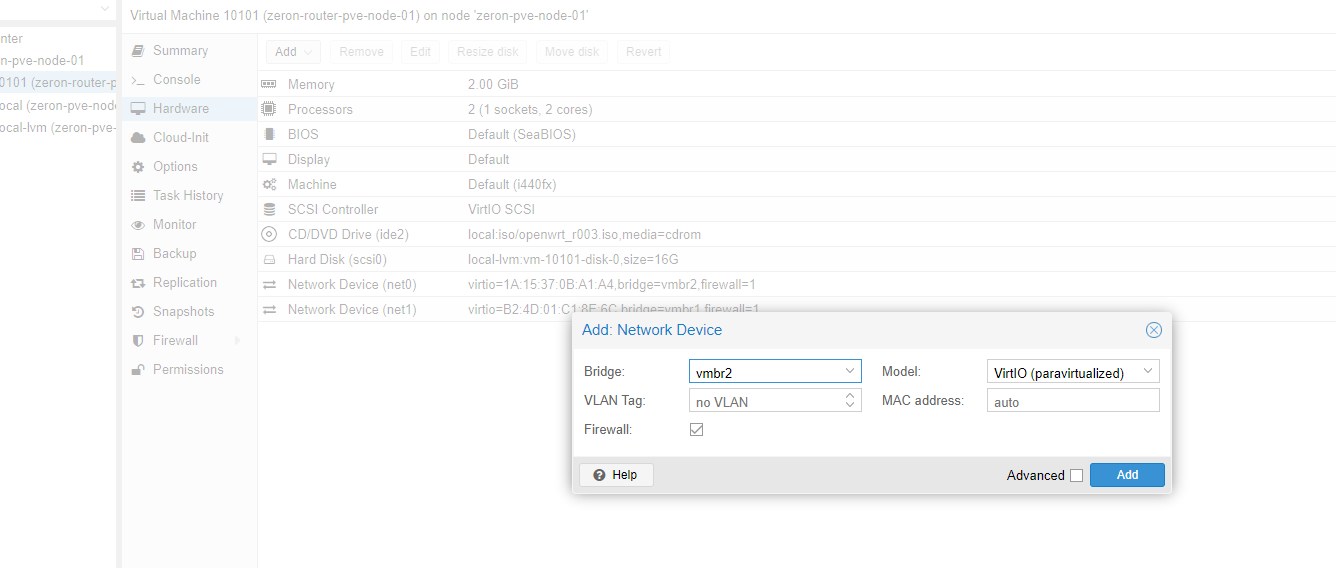 Virtual Machine 10101 (zeron-router-pve-node-01) on node 'zeron-pve-node-01'
nter
n-pve-node-01
0101 (zeron-router-p
ocal (zeron-pve-nod
ocal-lvm (zeron-pve-
Summary
Console
Hardware
Cloud-Init
Options
Task History
Monitor
Backup
Replication
Snapshots
Firewall
Permissions
Add Remove Edit Resize disk Move disk Revert
Memory 2.00 GiB
Processors 2 (1 sockets, 2 cores)
BIOS Default (SeaBIOS)
Display Default
Machine Default (i440fx)
SCSI Controller VirtIO SCSI
CD/DVD Drive (ide2) local:iso/openwrt_r003.iso,media=cdrom
Hard Disk (scsi0) local-lvm:vm-10101-disk-0,size=16G
Network Device (net0) virtio=1A:15:37:0B:A1:A4,bridge=vmbr2,firewall=1
Network Device (net1) virtio=B2:4D:01:C1:8E:6C,bridge=vmbr1,firewall=1
Add: Network Device
Bridge: vmbr2 Model: VirtIO (paravirtualized)
VLAN Tag: no VLAN MAC address: auto
Firewall:
Help Advanced Add